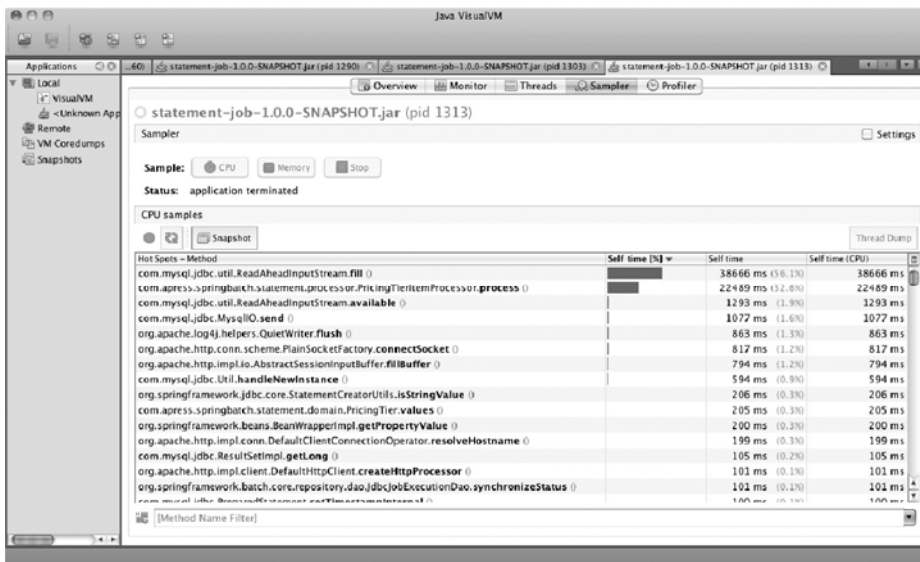 Java VisualVM
Applications
...60)
statement-job-1.0.0-SNAPSHOT.jar (pid 1290)
statement-job-1.0.0-SNAPSHOT.jar (pid 1303)
statement-job-1.0.0-SNAPSHOT.jar (pid 1313)
Local
VisualVM
<Unknown App
Remote
VM Coredumps
Snapshots
Overview Monitor Threads Sampler Profiler
statement-job-1.0.0-SNAPSHOT.jar (pid 1313)
Sampler Settings
Sample: CPU Memory Stop
Status: application terminated
CPU samples
Snapshot Thread Dump
Hot Spots – Method Self time [%] Self time Self time (CPU)
com.mysql.jdbc.util.ReadAheadInputStream.fill () 38666 ms (56.1%) 38666 ms
com.apress.springbatch.statement.processor.PricingTierItemProcessor.process () 22489 ms (32.6%) 22489 ms
com.mysql.jdbc.util.ReadAheadInputStream.available () 1293 ms (1.9%) 1293 ms
com.mysql.jdbc.MysqlIO.send () 1077 ms (1.6%) 1077 ms
org.apache.log4j.helpers.QuietWriter.flush () 863 ms (1.3%) 863 ms
org.apache.http.conn.scheme.PlainSocketFactory.connectSocket () 817 ms (1.2%) 817 ms
org.apache.http.impl.io.AbstractSessionInputBuffer.fillBuffer () 794 ms (1.2%) 794 ms
com.mysql.jdbc.Util.handleNewInstance () 594 ms (0.9%) 594 ms
org.springframework.jdbc.core.StatementCreatorUtils.isStringValue () 206 ms (0.3%) 206 ms
com.apress.springbatch.statement.domain.PricingTier.values () 205 ms (0.3%) 205 ms
org.springframework.beans.BeanWrapperImpl.getPropertyValue () 200 ms (0.3%) 200 ms
org.apache.http.impl.conn.DefaultClientConnectionOperator.resolveHostname () 199 ms (0.3%) 199 ms
com.mysql.jdbc.ResultSetImpl.getLong () 105 ms (0.2%) 105 ms
org.apache.http.impl.client.DefaultHttpClient.createHttpProcessor () 101 ms (0.1%) 101 ms
org.springframework.batch.core.repository.dao.JdbcJobExecutionDao.synchronizeStatus () 101 ms (0.1%) 101 ms
com.mysql.jdbc.PreparedStatement.setTimestampInternal () 100 ms (0.1%) 100 ms
[Method Name Filter]